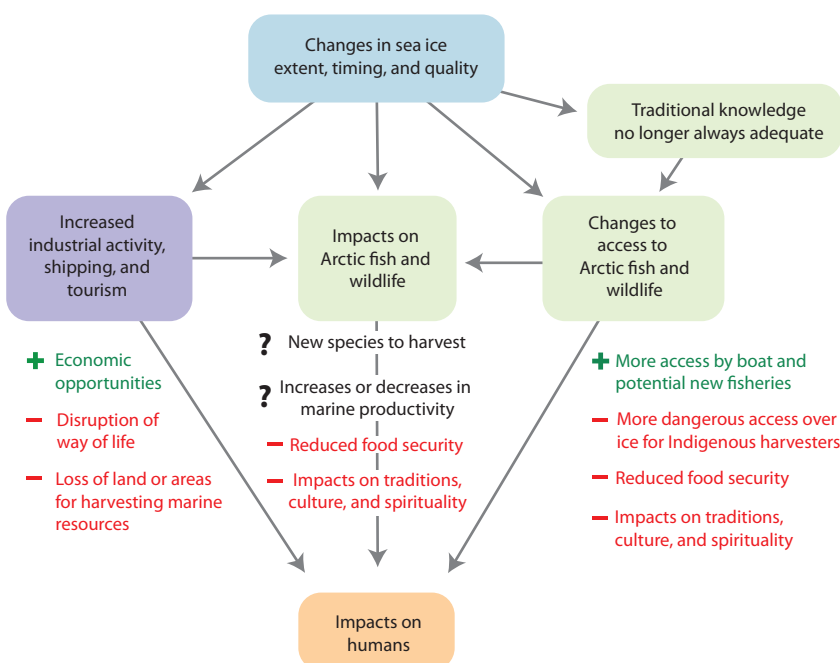 Changes in sea ice
extent, timing, and quality
Traditional knowledge
no longer always adequate
Increased
industrial activity,
shipping, and
tourism
Impacts on
Arctic fish and
wildlife
Changes to
access to
Arctic fish and
wildlife
+ Economic
opportunities
– Disruption of
way of life
– Loss of land or areas
for harvesting marine
resources
? New species to harvest
? Increases or decreases in
marine productivity
– Reduced food security
– Impacts on traditions,
culture, and spirituality
+ More access by boat and
potential new fisheries
– More dangerous access over
ice for Indigenous harvesters
– Reduced food security
– Impacts on traditions,
culture, and spirituality
Impacts on
humans